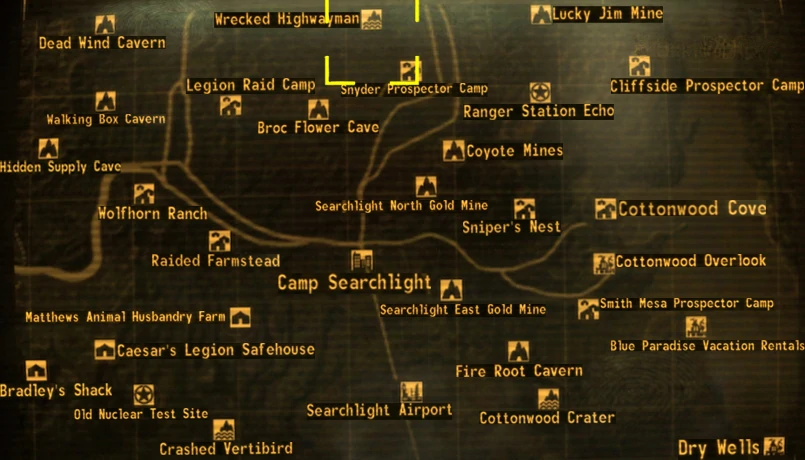 Wrecked Highwayman
Lucky Jim Mine
Dead Wind Cavern
Legion Raid Camp
Snyder Prospector Camp
Cliffside Prospector Camp
Walking Box Cavern
Broc Flower Cave
Ranger Station Echo
Hidden Supply Cave
Coyote Mines
Wolfhorn Ranch
Searchlight North Gold Mine
Sniper's Nest
Cottonwood Cove
Raided Farmstead
Camp Searchlight
Cottonwood Overlook
Matthews Animal Husbandry Farm
Searchlight East Gold Mine
Smith Mesa Prospector Camp
Caesar's Legion Safehouse
Blue Paradise Vacation Rentals
Bradley's Shack
Fire Root Cavern
Old Nuclear Test Site
Searchlight Airport
Cottonwood Crater
Crashed Vertibird
Dry Wells